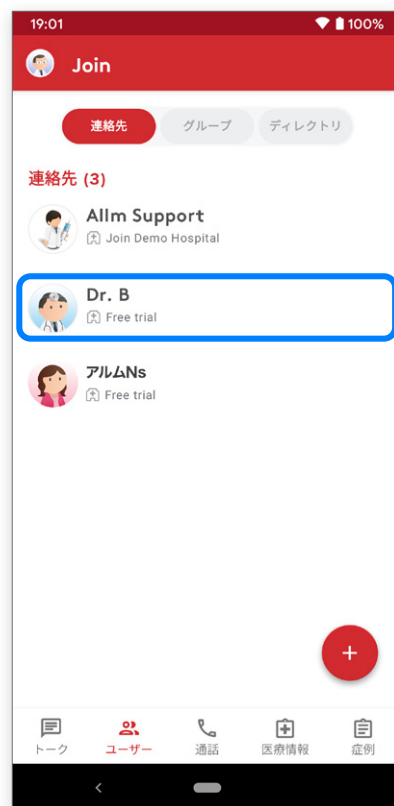 19:01 100%
Join
連絡先 グループ ディレクトリ
連絡先 (3)
Allm Support
Join Demo Hospital
Dr. B
Free trial
アルムNs
Free trial
+
トーク ユーザー 通話 医療情報 症例